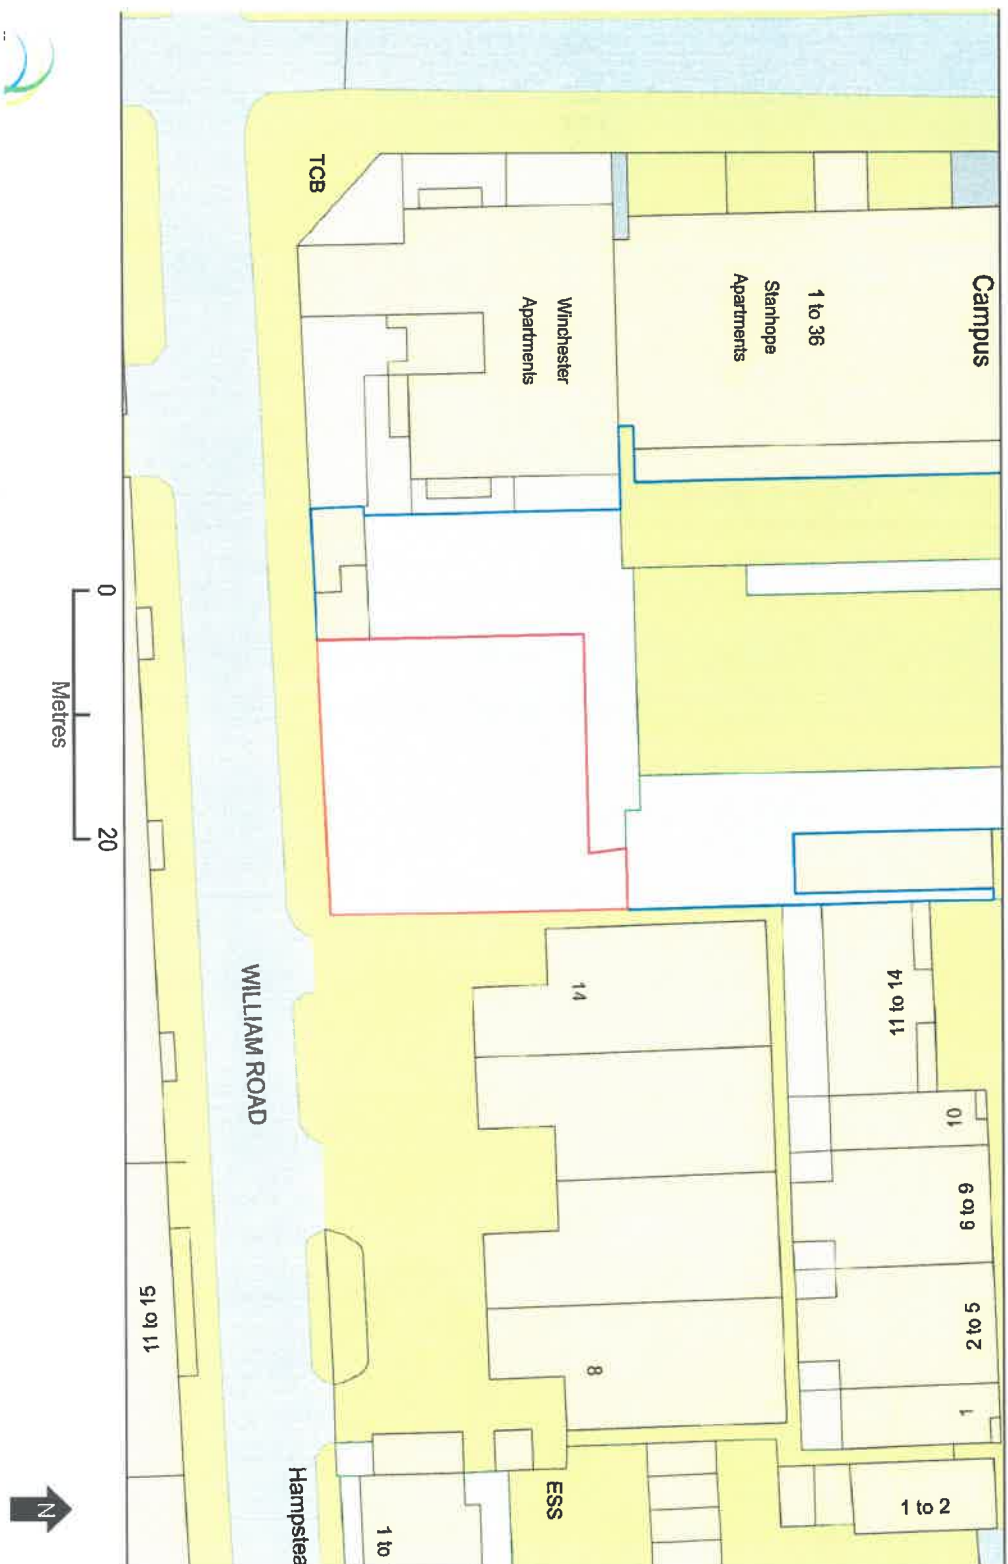 Campus
1 to 36
Stanhope
Apartments
Winchester
Apartments
TCB
0
20
Metres
WILLIAM ROAD
14
8
11 to 14
10
6 to 9
2 to 5
1
1 to 2
ESS
1 to
11 to 15
N